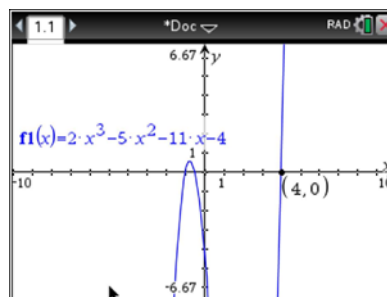 1.1 *Doc RAD
6.67 y
f1(x)=2·x³−5·x²−11·x−4
1
x
-10 1 10
(4,0)
-6.67